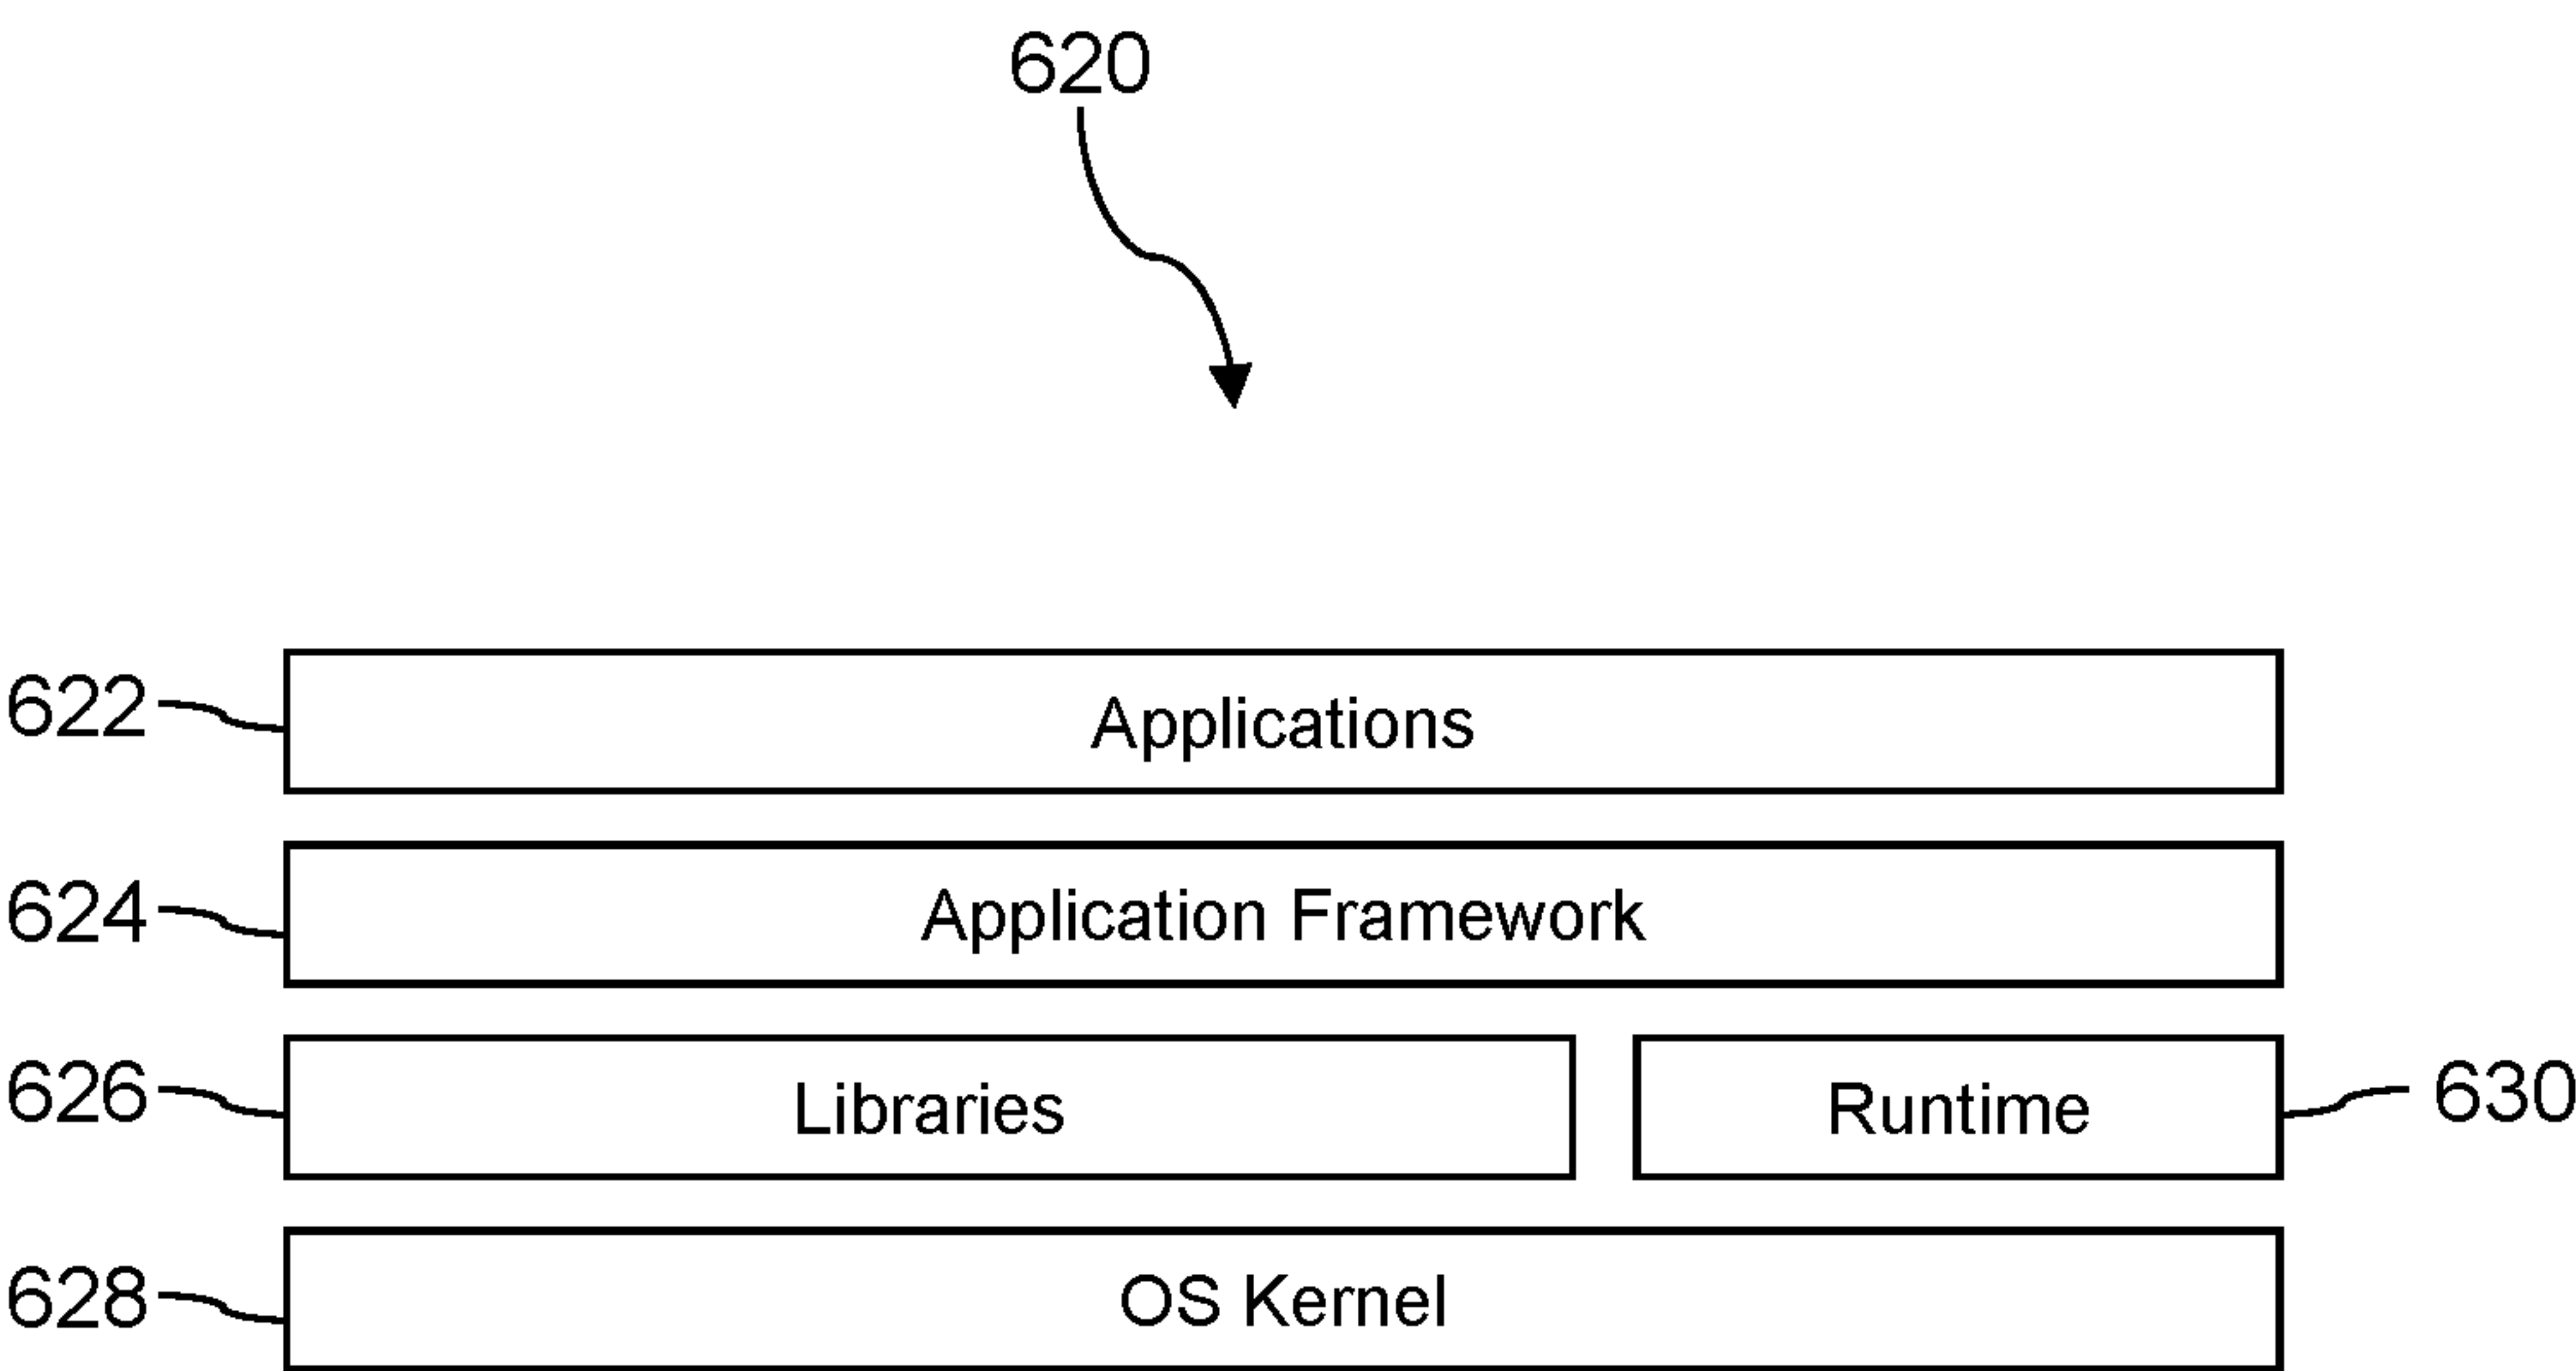 620
622 Applications
624 Application Framework
626 Libraries Runtime 630
628 OS Kernel